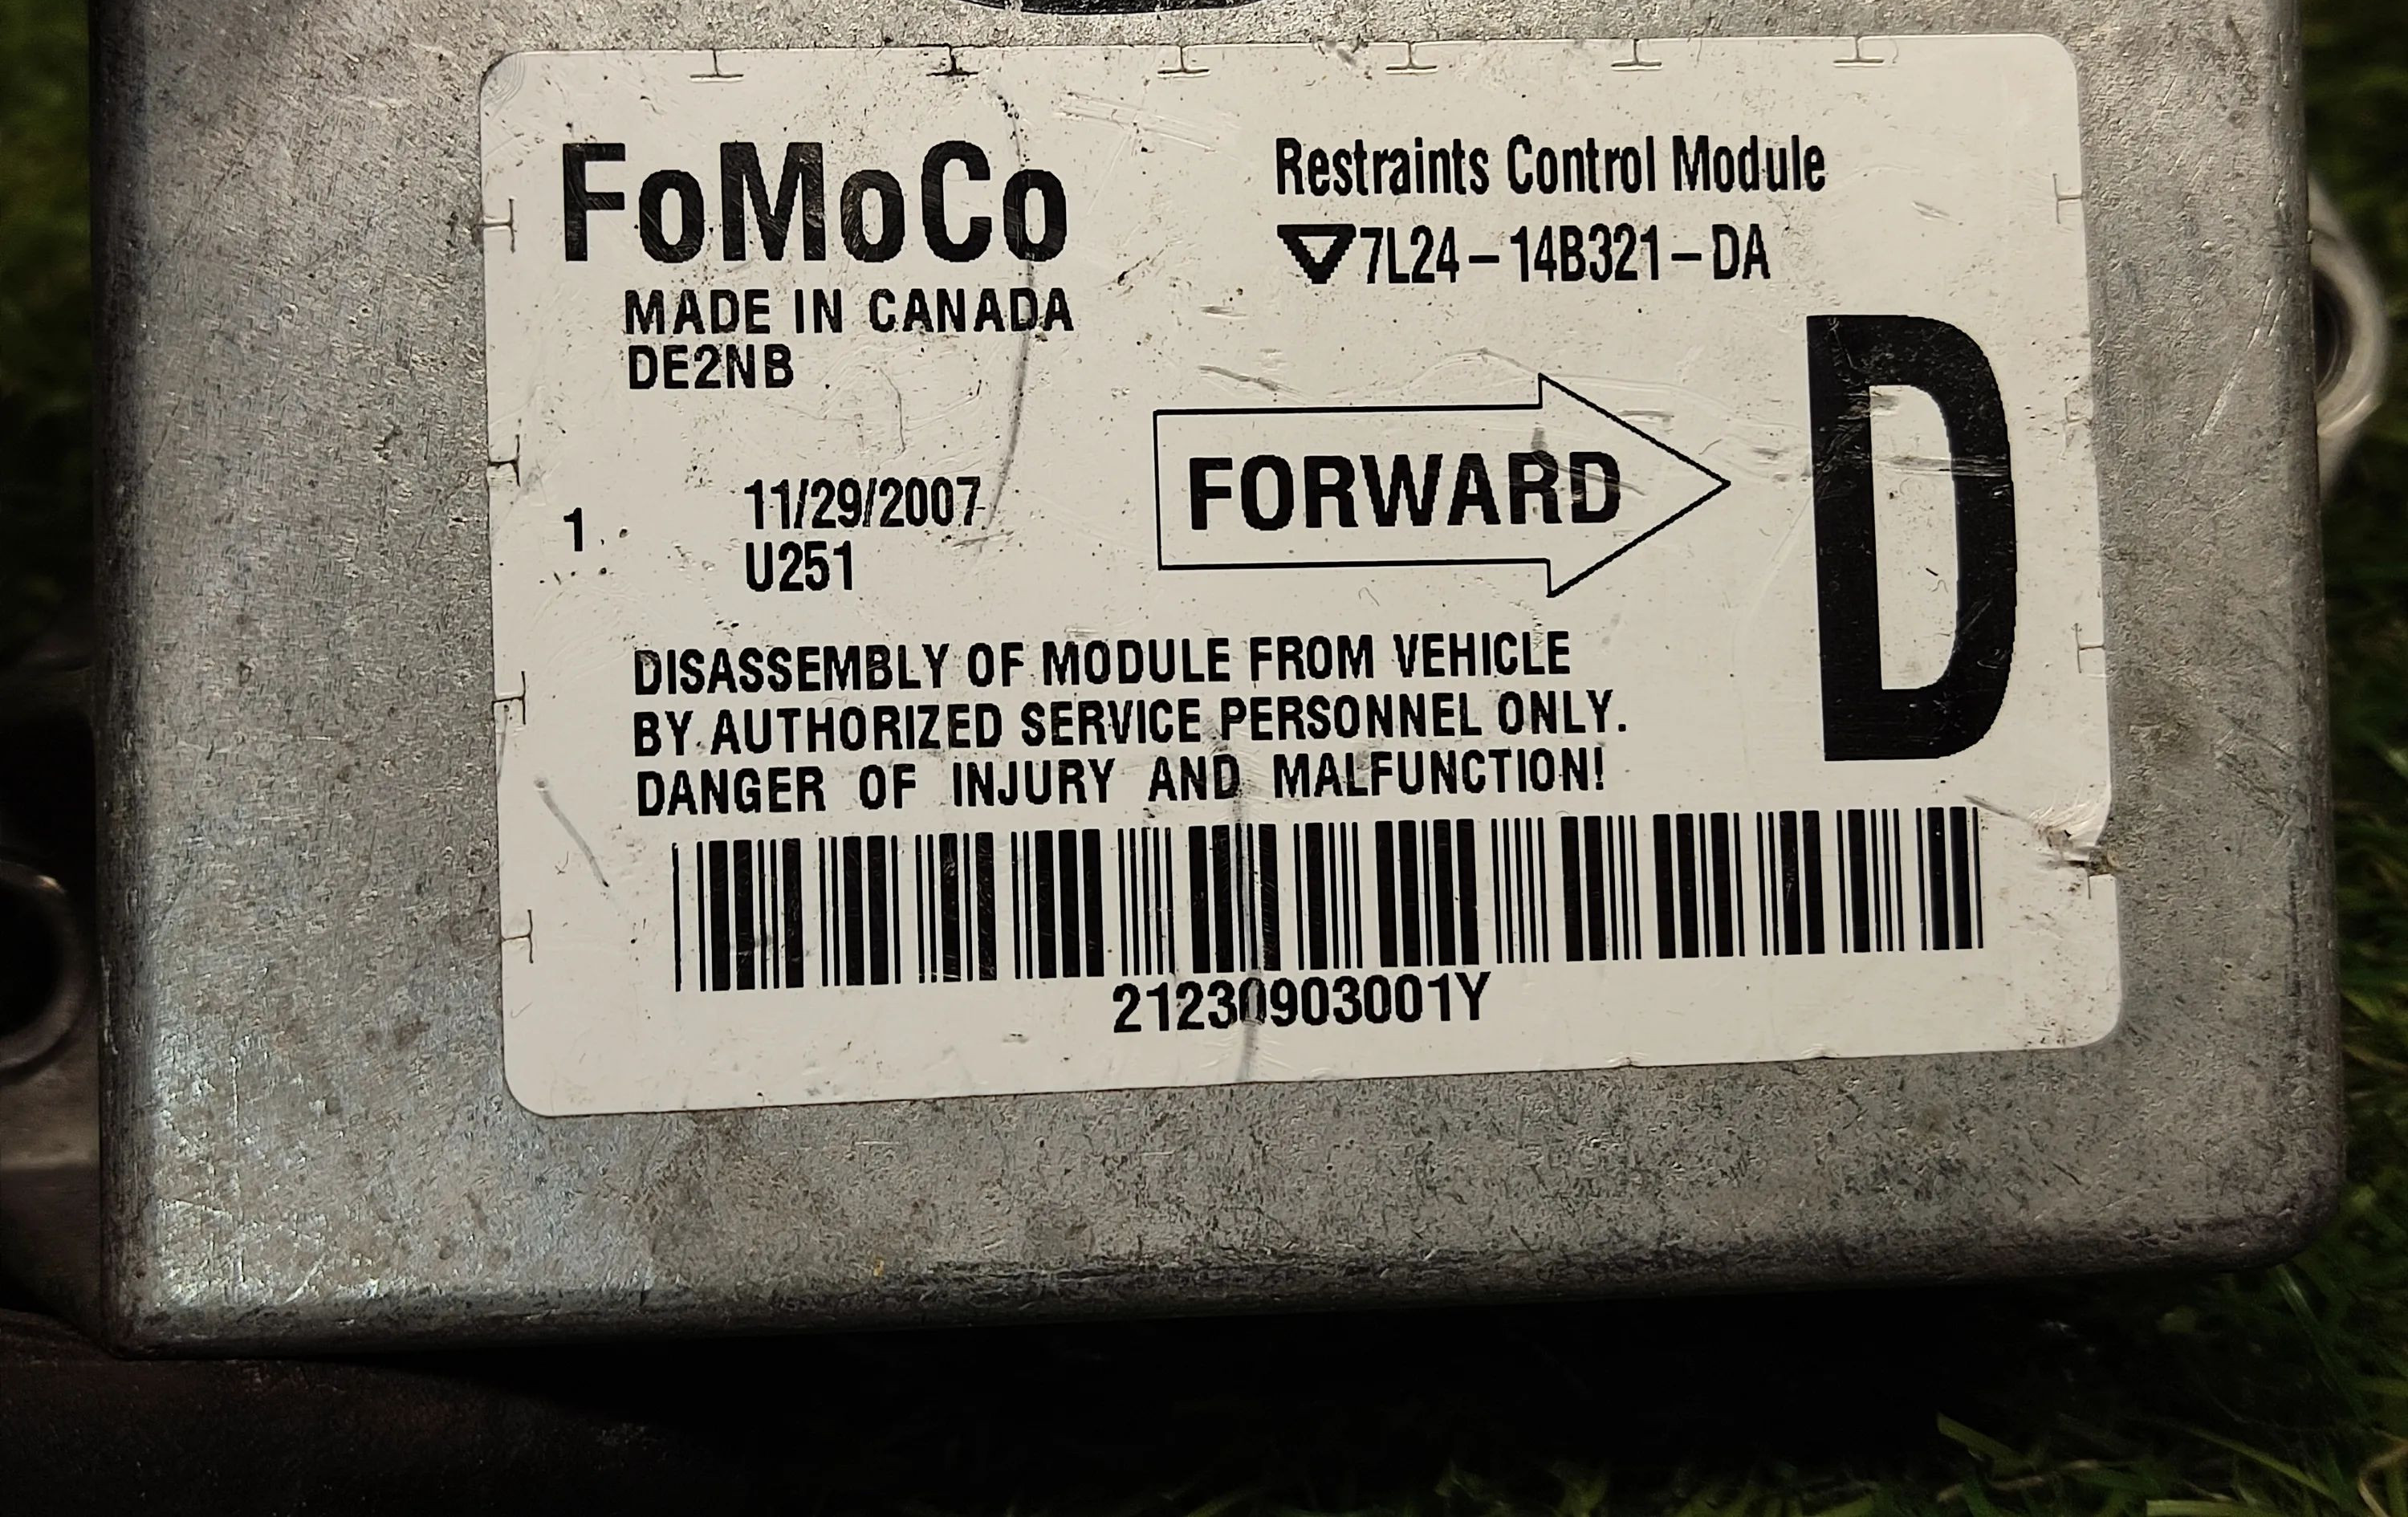 FoMoCo
MADE IN CANADA
DE2NB
Restraints Control Module
7L24-14B321-DA
1
11/29/2007
U251
FORWARD
D
DISASSEMBLY OF MODULE FROM VEHICLE
BY AUTHORIZED SERVICE PERSONNEL ONLY.
DANGER OF INJURY AND MALFUNCTION!
21230903001Y